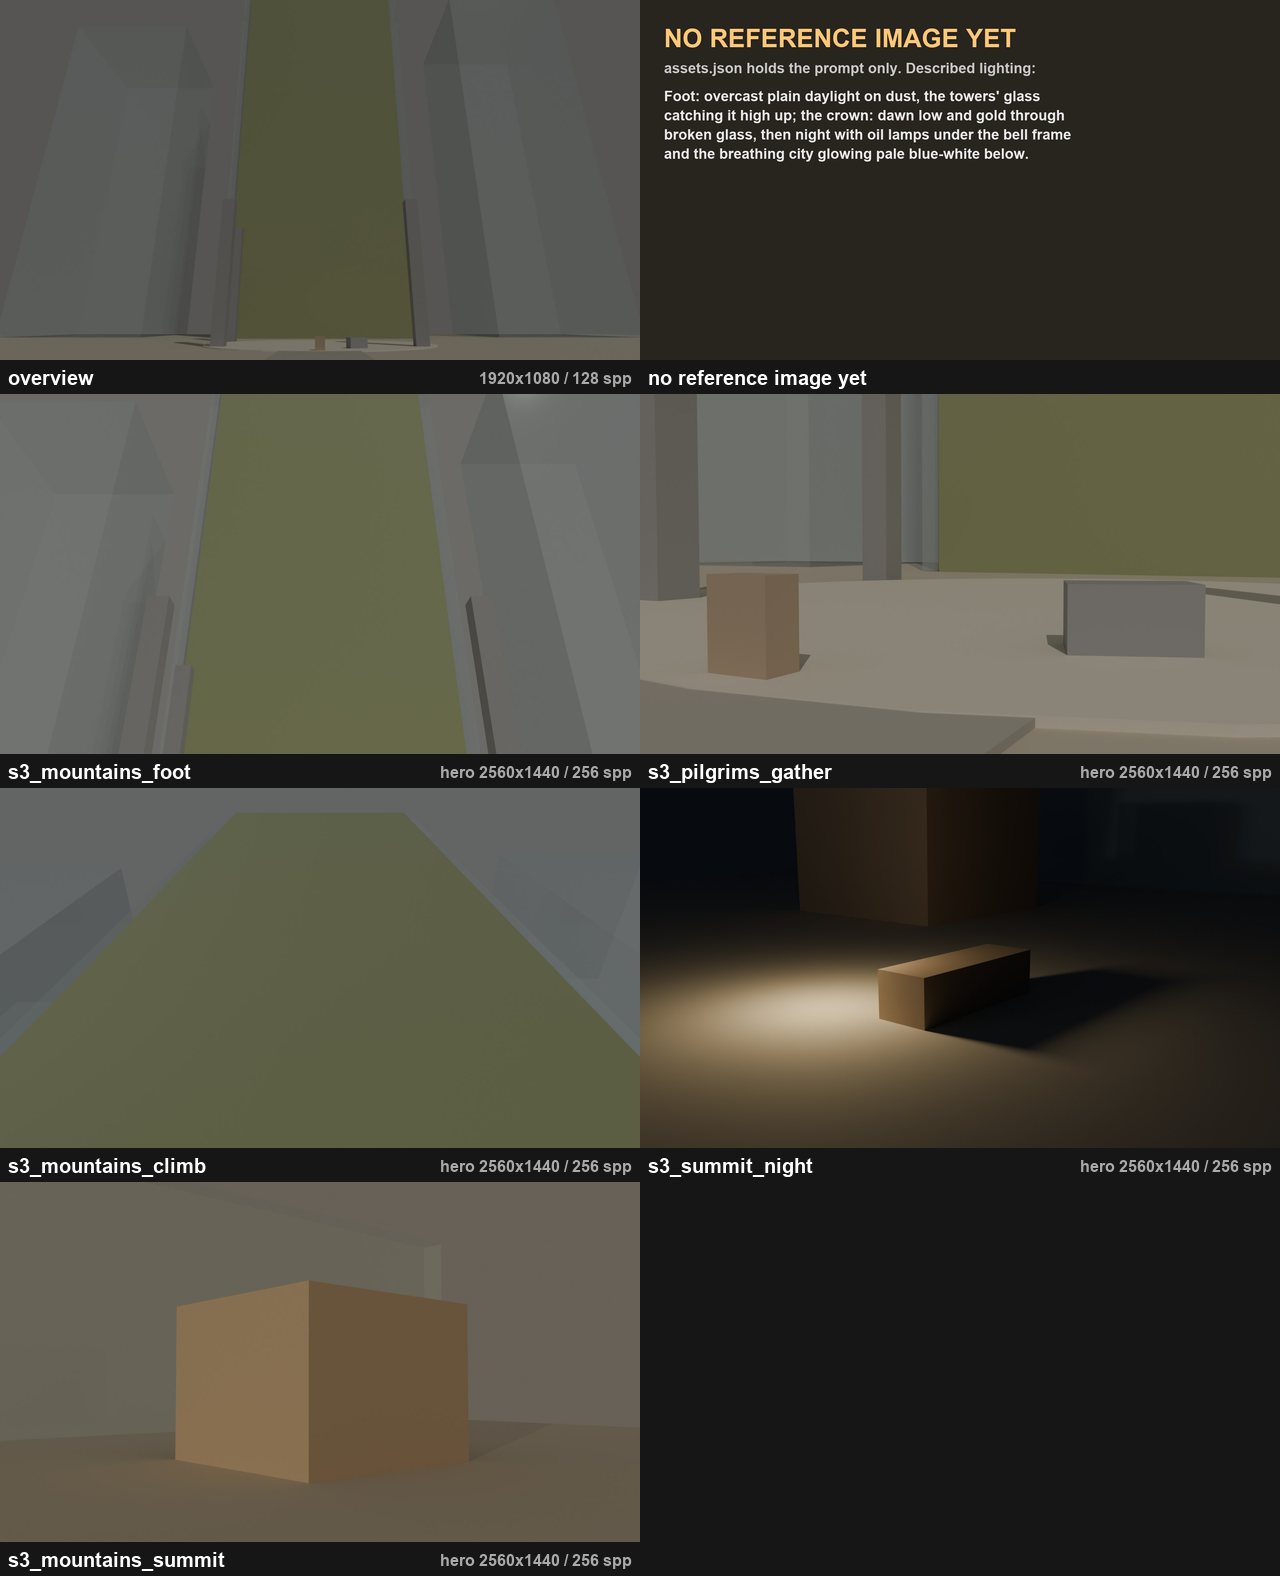 NO REFERENCE IMAGE YET
assets.json holds the prompt only. Described lighting:
Foot: overcast plain daylight on dust, the towers' glass
catching it high up; the crown: dawn low and gold through
broken glass, then night with oil lamps under the bell frame
and the breathing city glowing pale blue-white below.
overview
1920x1080 / 128 spp
no reference image yet
s3_mountains_foot
hero 2560x1440 / 256 spp
s3_pilgrims_gather
hero 2560x1440 / 256 spp
s3_mountains_climb
hero 2560x1440 / 256 spp
s3_summit_night
hero 2560x1440 / 256 spp
s3_mountains_summit
hero 2560x1440 / 256 spp